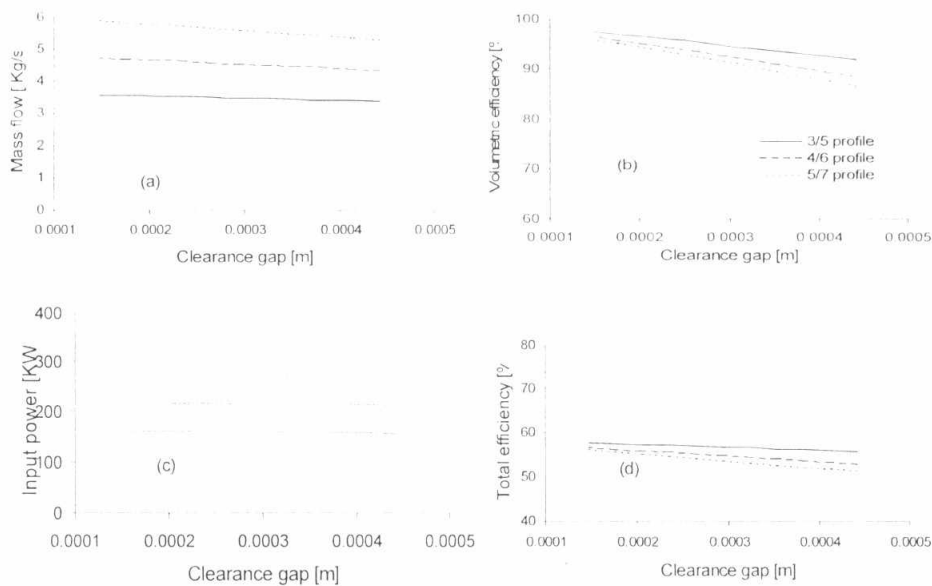 Mass flow [ Kg/s
6
5
4
3
2
1
0
(a)
0.0001 0.0002 0.0003 0.0004 0.0005
Clearance gap [m]
Volumetric efficiency [°
100
90
80
70
60
(b)
3/5 profile
4/6 profile
5/7 profile
0.0001 0.0002 0.0003 0.0004 0.0005
Clearance gap [m]
Input power [KW
400
300
200
100
0
(c)
0.0001 0.0002 0.0003 0.0004 0.0005
Clearance gap [m]
Total efficiency [%
80
70
60
50
40
(d)
0.0001 0.0002 0.0003 0.0004 0.0005
Clearance gap [m]